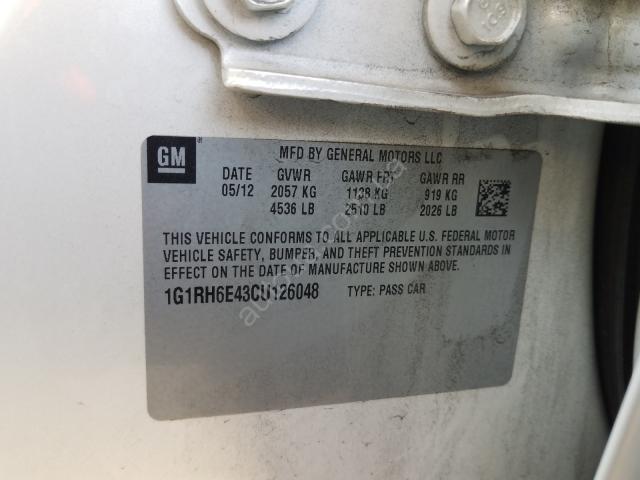 GM
MFD BY GENERAL MOTORS LLC
DATE GVWR GAWR FRT GAWR RR
05/12 2057 KG 1138 KG 919 KG
4536 LB 2510 LB 2026 LB
THIS VEHICLE CONFORMS TO ALL APPLICABLE U.S. FEDERAL MOTOR
VEHICLE SAFETY, BUMPER, AND THEFT PREVENTION STANDARDS IN
EFFECT ON THE DATE OF MANUFACTURE SHOWN ABOVE.
1G1RH6E43CU126048 TYPE: PASS CAR